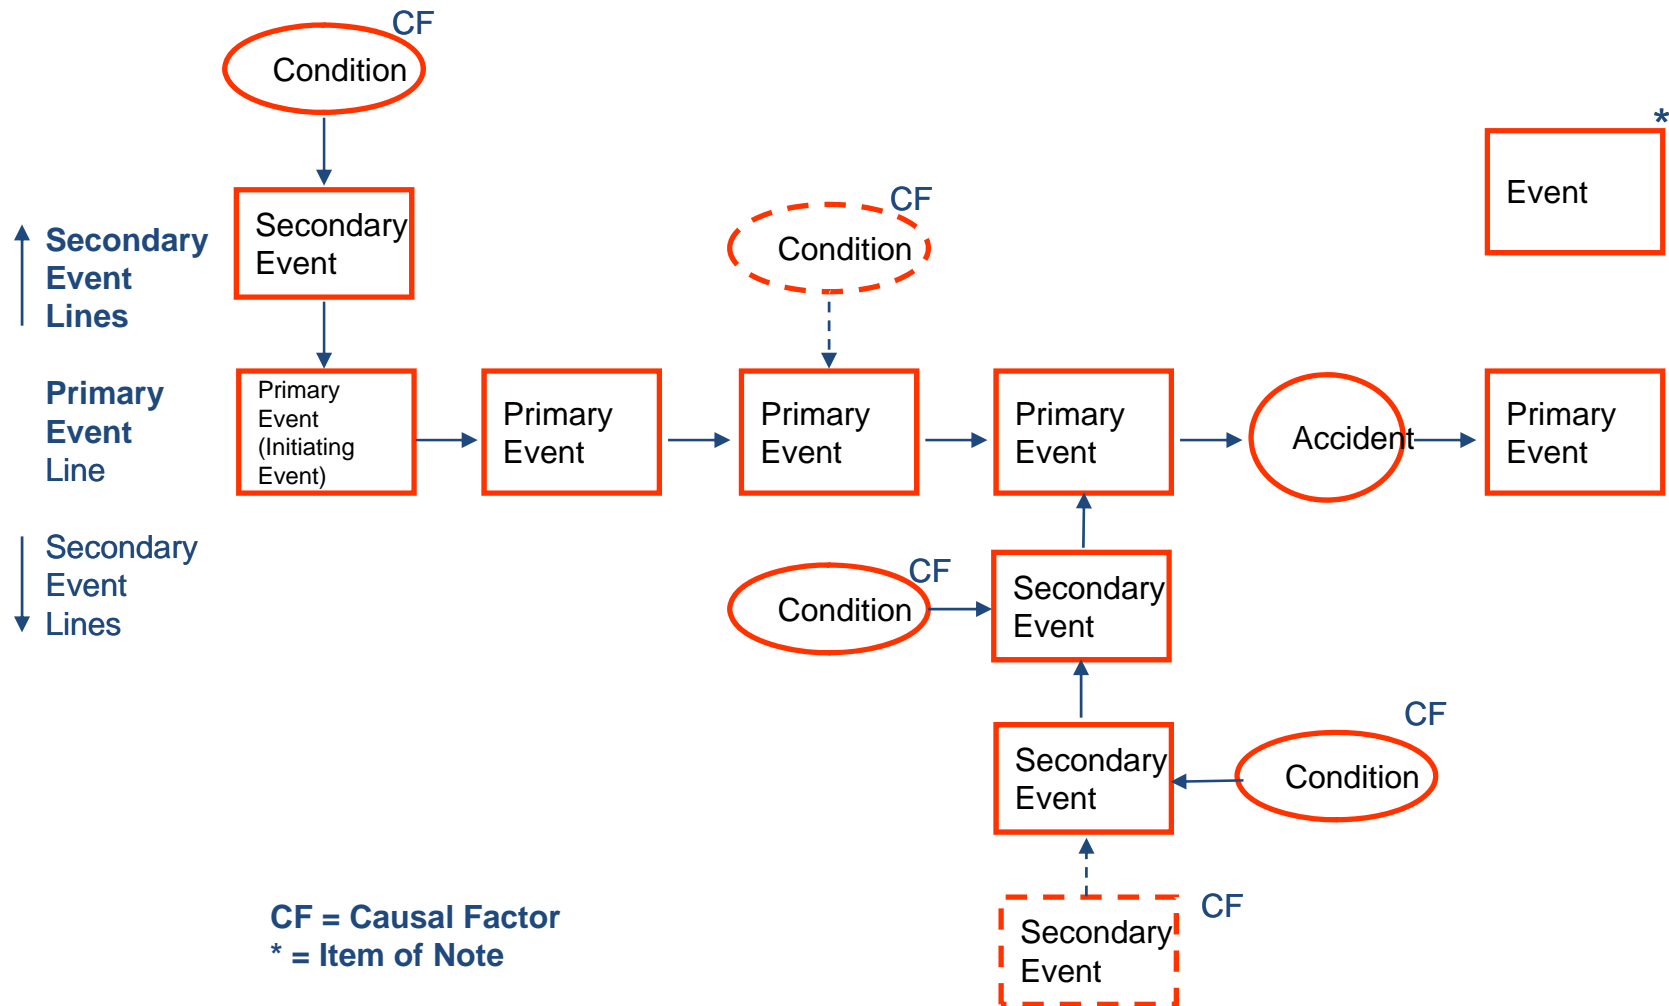 CF
Condition
*
Event
Secondary
Event
CF
Condition
Secondary
Event
Lines
Primary
Event
Line
Primary
Event
(Initiating
Event)
Primary
Event
Primary
Event
Primary
Event
Accident
Primary
Event
Secondary
Event
Lines
CF
Condition
Secondary
Event
Secondary
Event
CF
Condition
CF
Secondary
Event
CF = Causal Factor
* = Item of Note